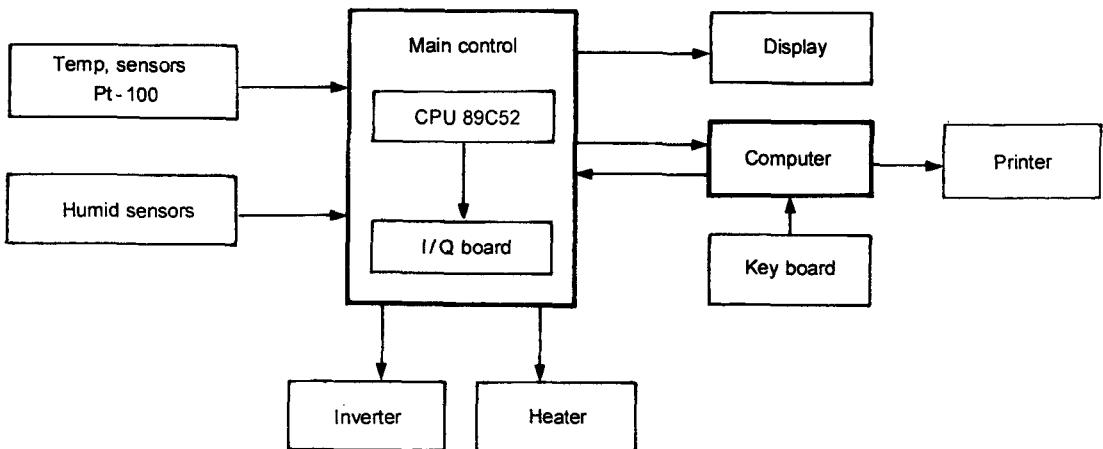 Temp, sensors
Pt-100
Humid sensors
Main control
CPU 89C52
I/Q board
Display
Computer
Printer
Key board
Inverter
Heater